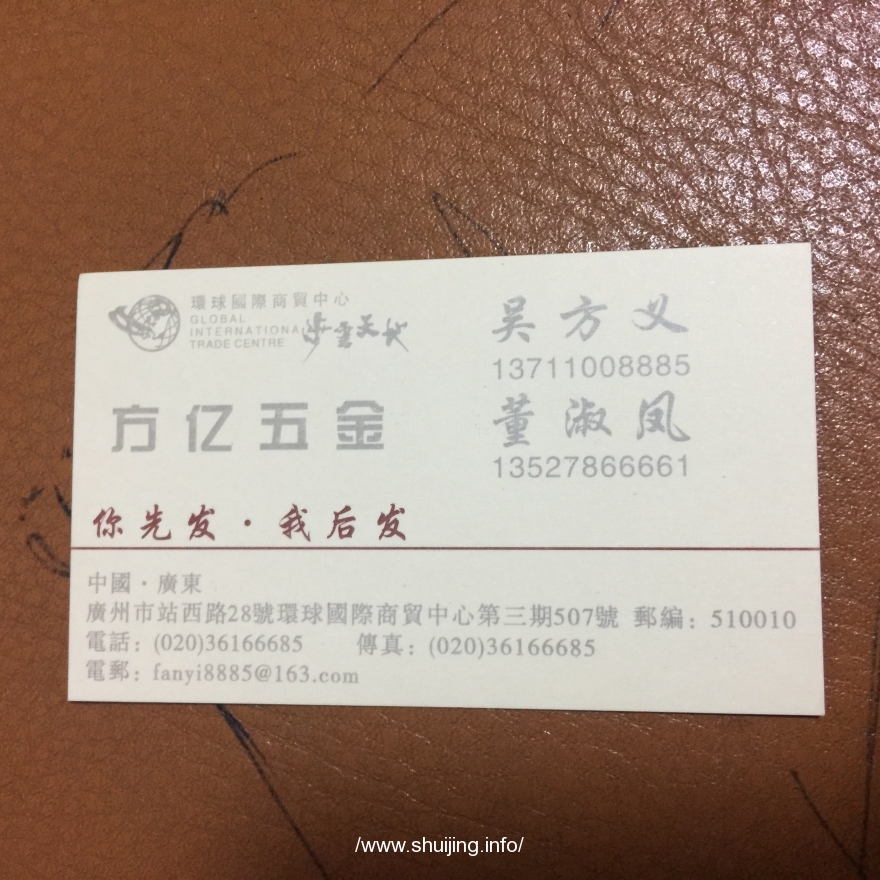 環球國際商貿中心
GLOBAL
INTERNATIONAL
TRADE CENTRE
步云天地
方亿五金
吴方义
13711008885
董淑凤
13527866661
你先发·我后发
中國·廣東
廣州市站西路28號環球國際商貿中心第三期507號 郵編：510010
電話：(020)36166685 傳真：(020)36166685
電郵：fanyi8885@163.com
/www.shuijing.info/